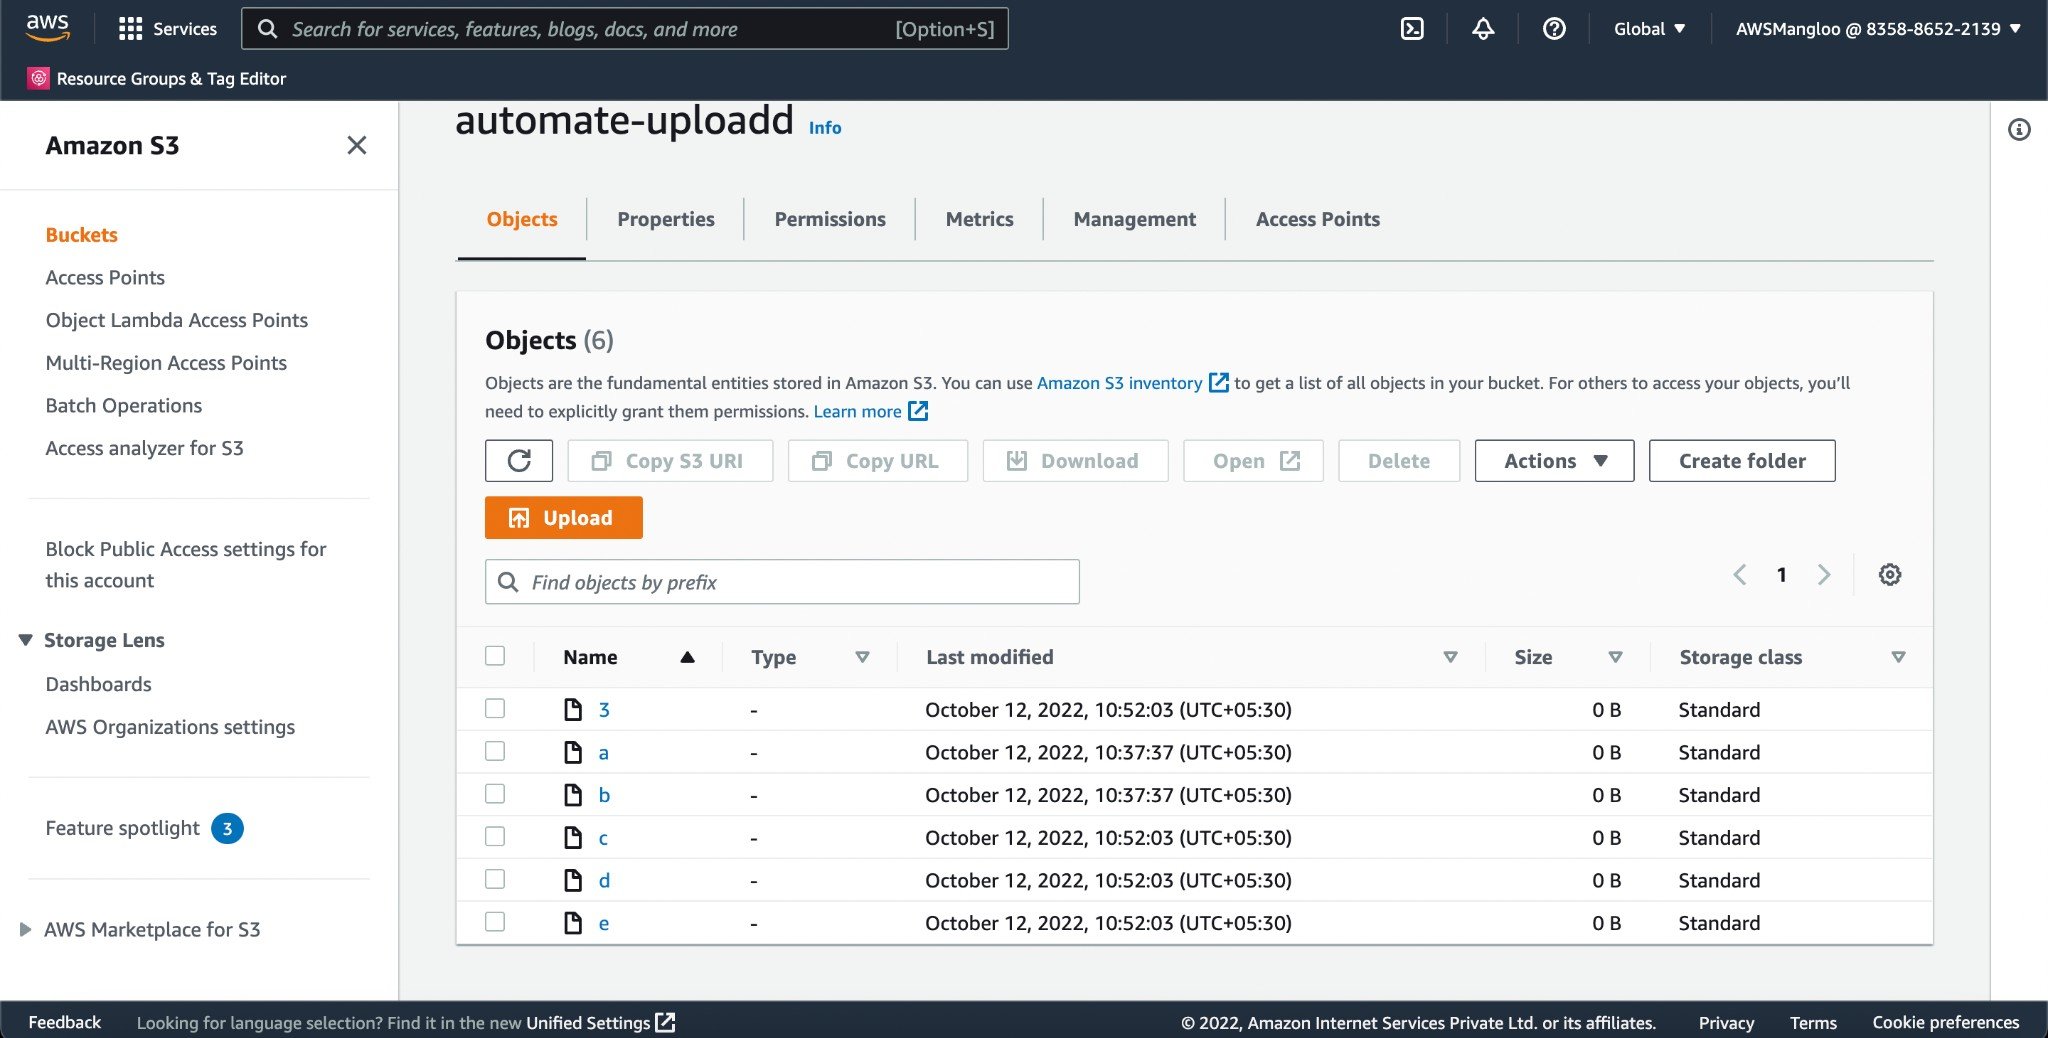 aws Services Search for services, features, blogs, docs, and more [Option+S] Global ▼ AWSMangloo @ 8358-8652-2139 ▼
Resource Groups & Tag Editor
Amazon S3
Buckets
Access Points
Object Lambda Access Points
Multi-Region Access Points
Batch Operations
Access analyzer for S3
Block Public Access settings for
this account
Storage Lens
Dashboards
AWS Organizations settings
Feature spotlight 3
AWS Marketplace for S3
automate-uploadd Info
Objects Properties Permissions Metrics Management Access Points
Objects (6)
Objects are the fundamental entities stored in Amazon S3. You can use Amazon S3 inventory to get a list of all objects in your bucket. For others to access your objects, you'll
need to explicitly grant them permissions. Learn more
Copy S3 URI Copy URL Download Open Delete Actions ▼ Create folder
Upload
Find objects by prefix 1
Name Type Last modified Size Storage class
3 - October 12, 2022, 10:52:03 (UTC+05:30) 0 B Standard
a - October 12, 2022, 10:37:37 (UTC+05:30) 0 B Standard
b - October 12, 2022, 10:37:37 (UTC+05:30) 0 B Standard
c - October 12, 2022, 10:52:03 (UTC+05:30) 0 B Standard
d - October 12, 2022, 10:52:03 (UTC+05:30) 0 B Standard
e - October 12, 2022, 10:52:03 (UTC+05:30) 0 B Standard
Feedback Looking for language selection? Find it in the new Unified Settings © 2022, Amazon Internet Services Private Ltd. or its affiliates. Privacy Terms Cookie preferences